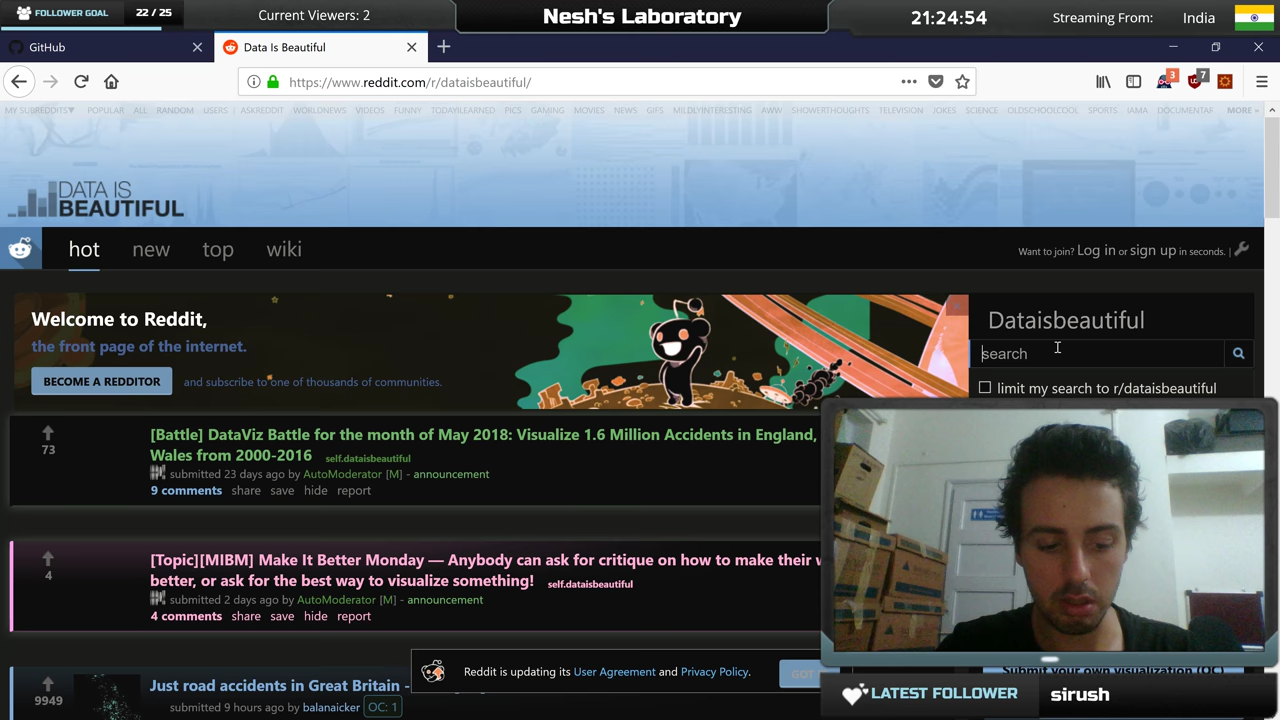 FOLLOWER GOAL 22 / 25 Current Viewers: 2 Nesh's Laboratory 21:24:54 Streaming From: India
GitHub Data Is Beautiful
https://www.reddit.com/r/dataisbeautiful/ 3 7
MY SUBREDDITS▼ POPULAR ALL RANDOM USERS | ASKREDDIT WORLDNEWS VIDEOS FUNNY TODAYILEARNED PICS GAMING MOVIES NEWS GIFS MILDLYINTERESTING AWW SHOWERTHOUGHTS TELEVISION JOKES SCIENCE OLDSCHOOLCOOL SPORTS IAMA DOCUMENTAR MORE »
DATA IS
BEAUTIFUL
hot new top wiki Want to join? Log in or sign up in seconds. |
Welcome to Reddit,
the front page of the internet.
BECOME A REDDITOR and subscribe to one of thousands of communities.
Dataisbeautiful
search
limit my search to r/dataisbeautiful
73
[Battle] DataViz Battle for the month of May 2018: Visualize 1.6 Million Accidents in England,
Wales from 2000-2016 self.dataisbeautiful
submitted 23 days ago by AutoModerator [M] - announcement
9 comments share save hide report
4
[Topic][MIBM] Make It Better Monday — Anybody can ask for critique on how to make their
better, or ask for the best way to visualize something! self.dataisbeautiful
submitted 2 days ago by AutoModerator [M] - announcement
4 comments share save hide report
Reddit is updating its User Agreement and Privacy Policy.
Submit your own visualization (OC)
9949
Just road accidents in Great Britain -
submitted 9 hours ago by balanaicker OC: 1
LATEST FOLLOWER sirush